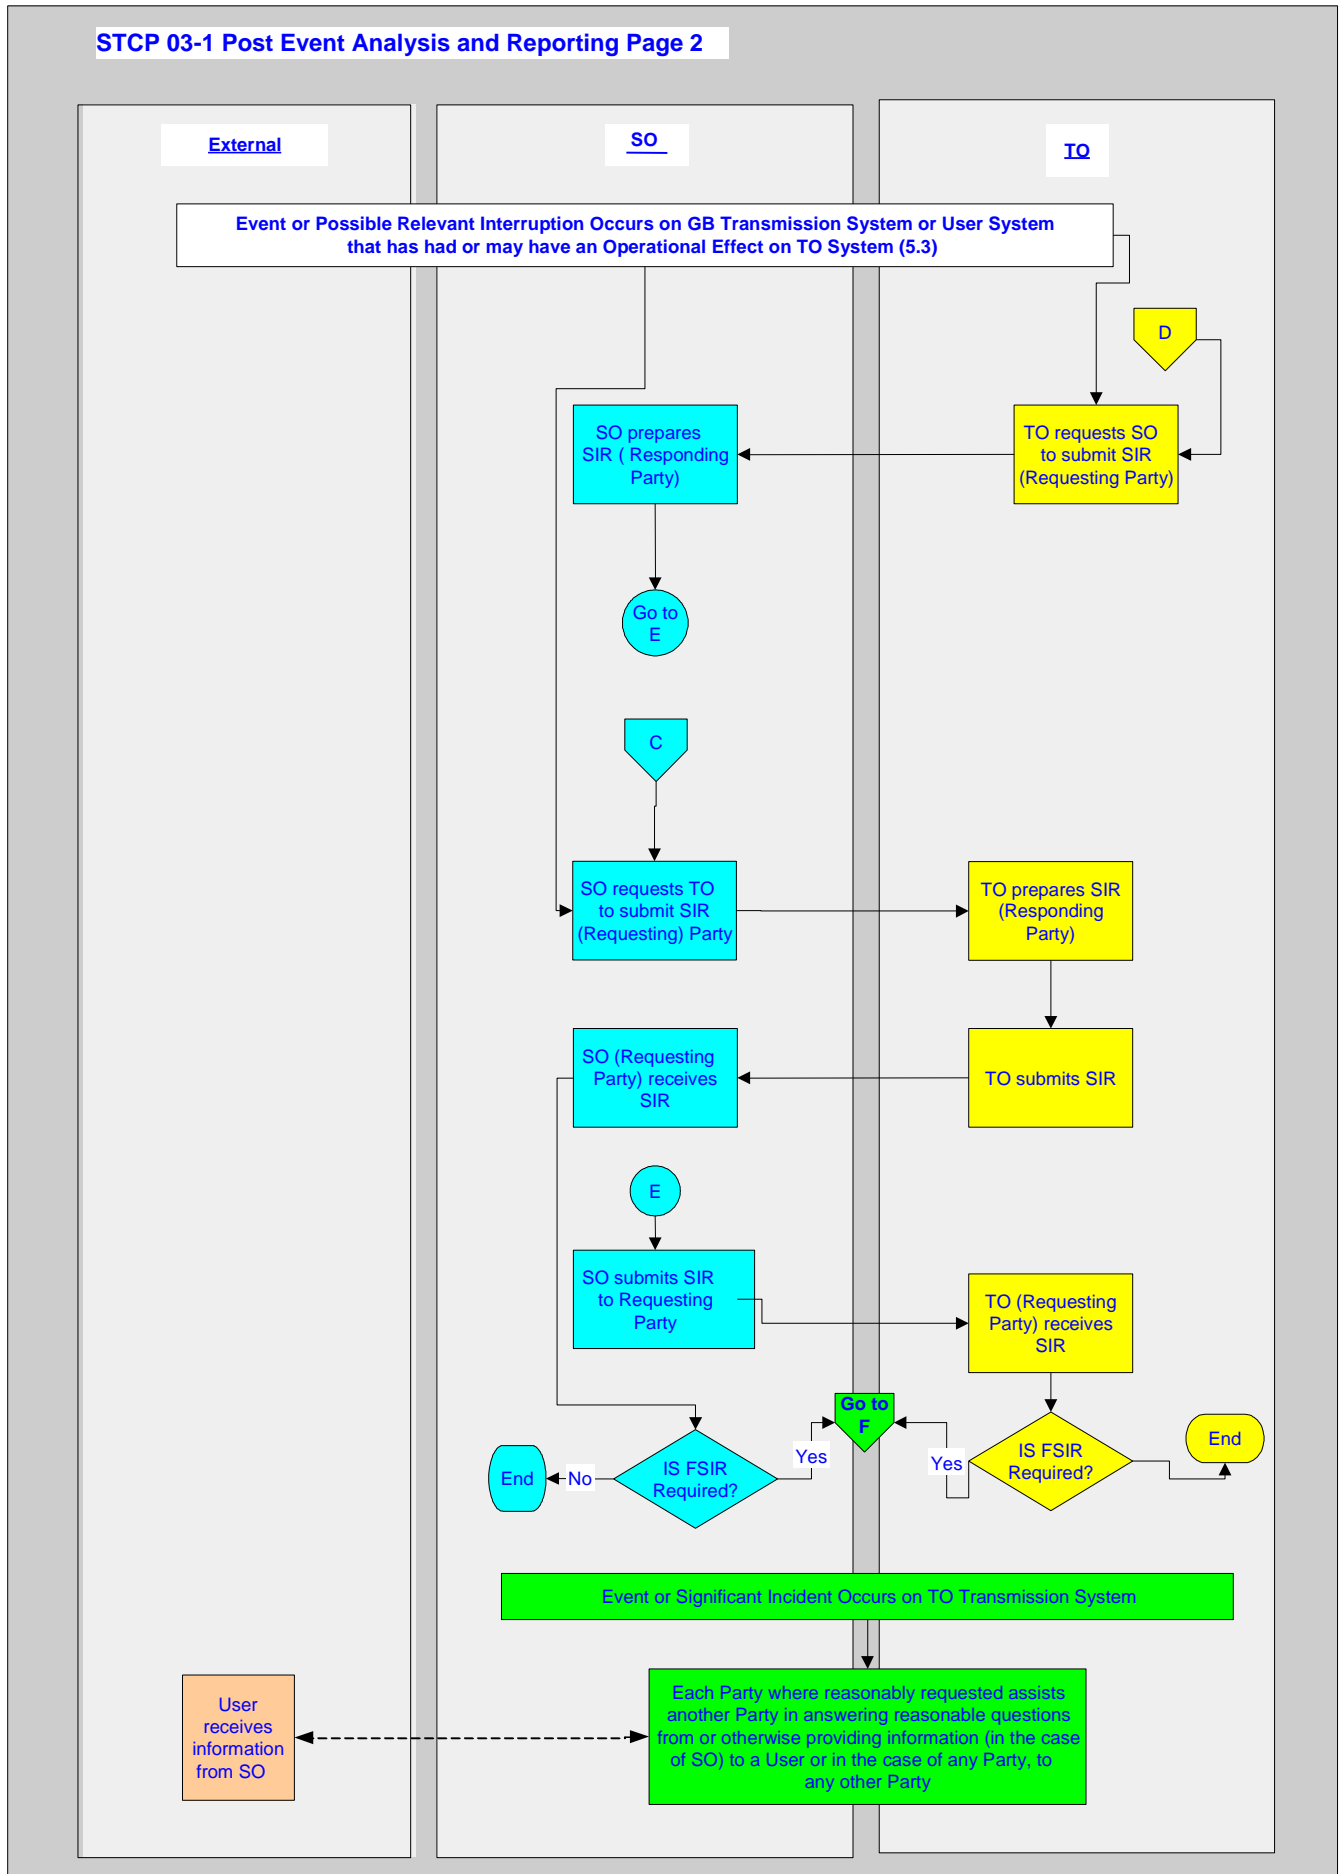 STCP 03-1 Post Event Analysis and Reporting Page 2
External
SO
TO
Event or Possible Relevant Interruption Occurs on GB Transmission System or User System
that has had or may have an Operational Effect on TO System (5.3)
D
SO prepares
SIR ( Responding
Party)
TO requests SO
to submit SIR
(Requesting Party)
Go to
E
C
SO requests TO
to submit SIR
(Requesting) Party
TO prepares SIR
(Responding
Party)
SO (Requesting
Party) receives
SIR
TO submits SIR
E
SO submits SIR
to Requesting
Party
TO (Requesting
Party) receives
SIR
Go to
F
End
No
IS FSIR
Required?
Yes
Yes
IS FSIR
Required?
End
Event or Significant Incident Occurs on TO Transmission System
User
receives
information
from SO
Each Party where reasonably requested assists
another Party in answering reasonable questions
from or otherwise providing information (in the case
of SO) to a User or in the case of any Party, to
any other Party